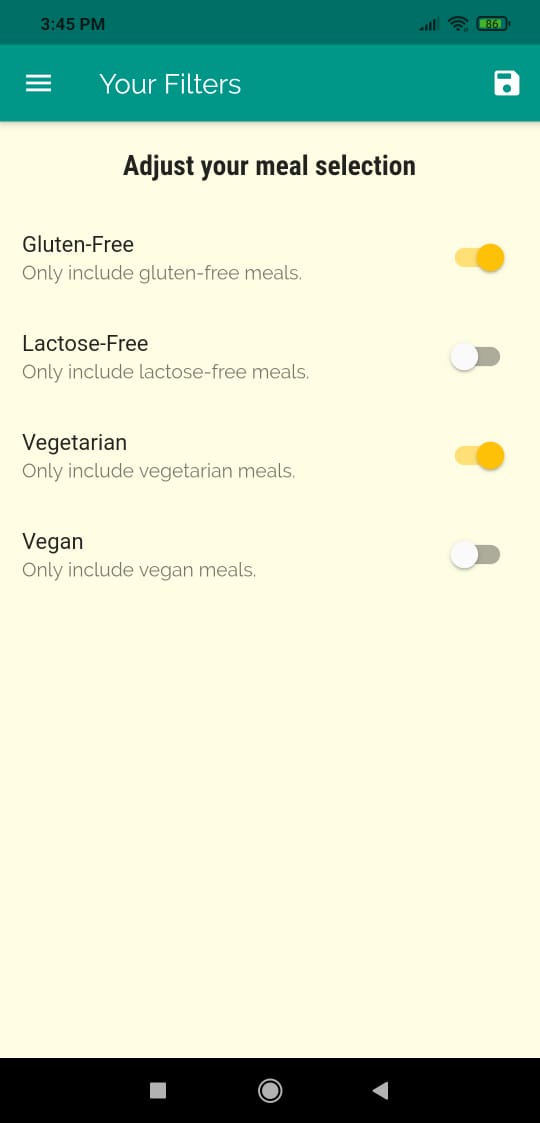 3:45 PM
86
Your Filters
Adjust your meal selection
Gluten-Free
Only include gluten-free meals.
Lactose-Free
Only include lactose-free meals.
Vegetarian
Only include vegetarian meals.
Vegan
Only include vegan meals.